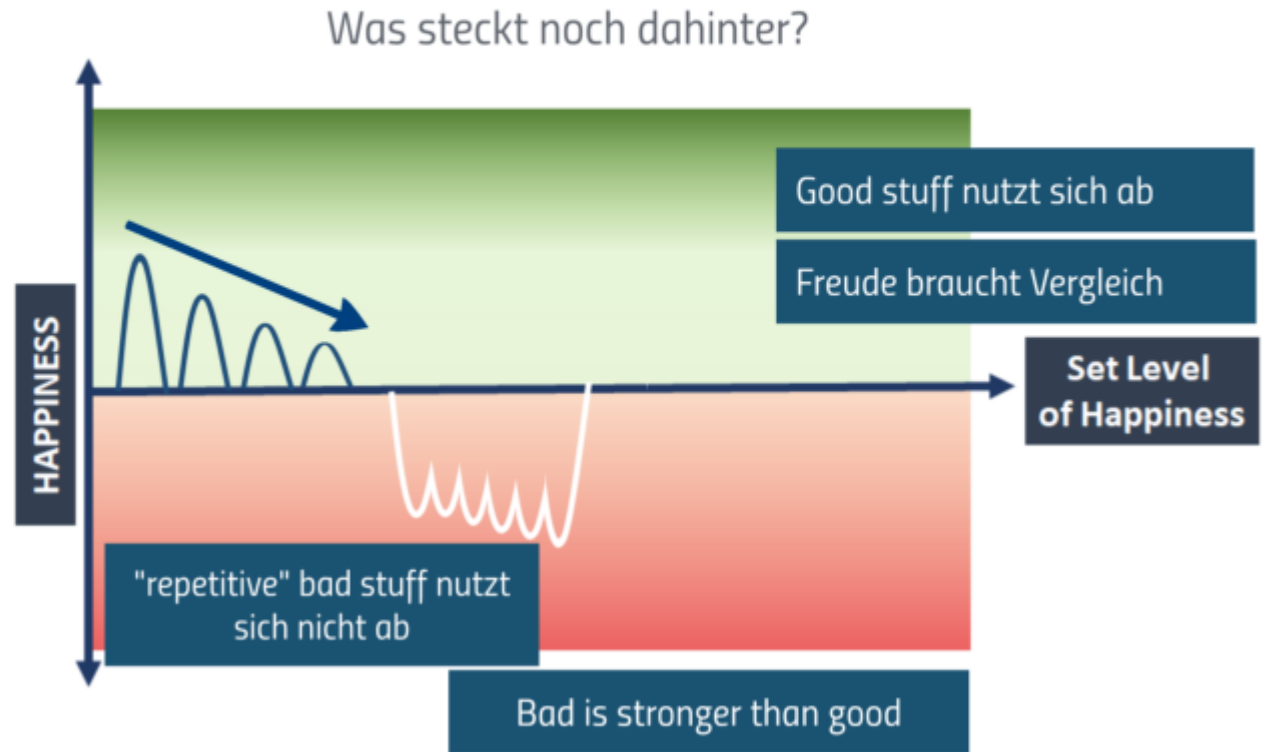 Was steckt noch dahinter?
Good stuff nutzt sich ab
Freude braucht Vergleich
HAPPINESS
Set Level
of Happiness
"repetitive" bad stuff nutzt
sich nicht ab
Bad is stronger than good